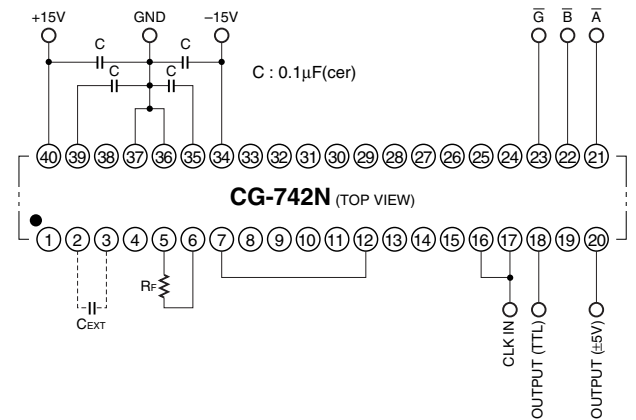 +15V GND –15V G̅ B̅ A̅
C C
C C
C : 0.1μF(cer)
40 39 38 37 36 35 34 33 32 31 30 29 28 27 26 25 24 23 22 21
CG-742N (TOP VIEW)
1 2 3 4 5 6 7 8 9 10 11 12 13 14 15 16 17 18 19 20
RF
CEXT
CLK IN
OUTPUT (TTL)
OUTPUT (±5V)